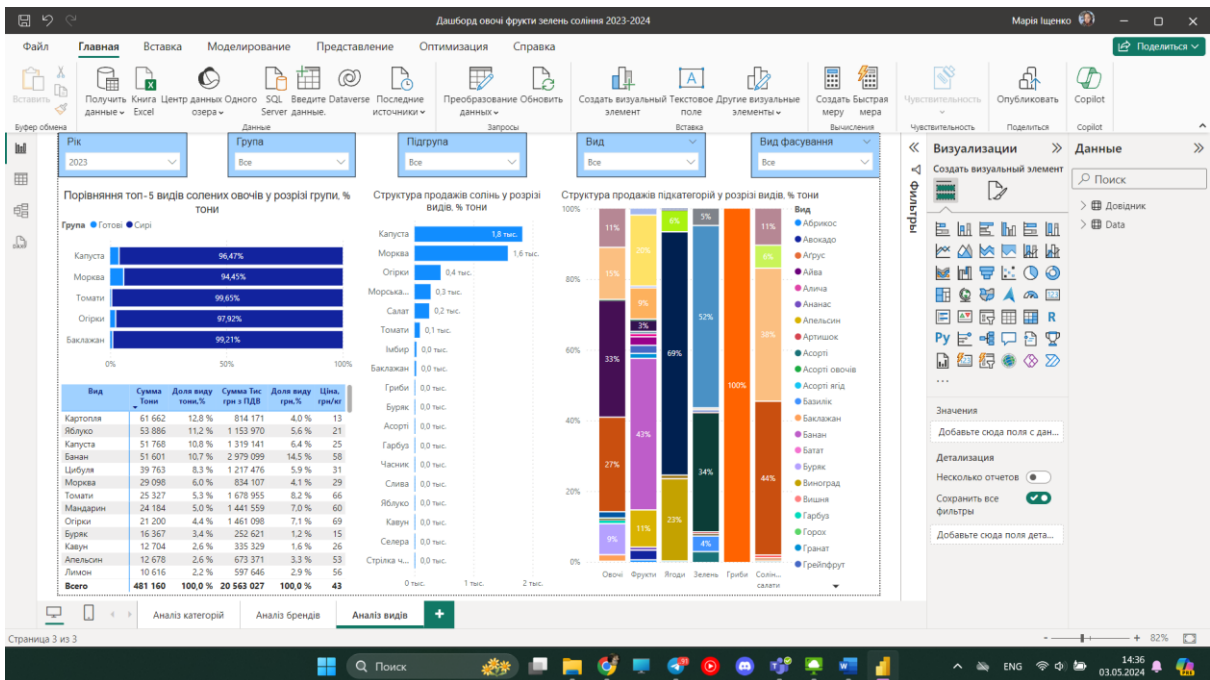 Дашборд овочі фрукти зелень соління 2023-2024
Марія Іщенко
Файл Главная Вставка Моделирование Представление Оптимизация Справка
Поделиться
Вставить
Получить данные
Книга Excel
Центр данных Одного озера
SQL Server
Введите данные.
Dataverse
Последние источники
Преобразование данных
Обновить
Создать визуальный элемент
Текстовое поле
Другие визуальные элементы
Создать меру
Быстрая мера
Чувствительность
Опубликовать
Copilot
Буфер обмена Данные Запросы Вставка Вычисления Чувствительность Поделиться Copilot
Рік
2023
Група
Все
Підгрупа
Все
Вид
Все
Вид фасування
Все
Порівняння топ-5 видів солених овочів у розрізі групи, %
тони
Група Готові Сирі
Капуста 96,47%
Морква 94,45%
Томати 99,65%
Огірки 97,92%
Баклажан 99,21%
0% 50% 100%
Вид Сумма Тони Доля виду тони,% Сумма Тис грн з ПДВ Доля виду грн,% Ціна, грн/кг
Картопля 61 662 12,8 % 814 171 4.0 % 13
Яблуко 53 886 11,2 % 1 153 970 5.6 % 21
Капуста 51 768 10,8 % 1 319 141 6.4 % 25
Банан 51 601 10,7 % 2 979 099 14,5 % 58
Цибуля 39 763 8.3 % 1 217 476 5.9 % 31
Морква 29 098 6.0 % 834 107 4.1 % 29
Томати 25 327 5.3 % 1 678 955 8.2 % 66
Мандарин 24 184 5.0 % 1 441 559 7.0 % 60
Огірки 21 200 4.4 % 1 461 098 7.1 % 69
Буряк 16 367 3.4 % 252 621 1.2 % 15
Кавун 12 704 2.6 % 335 329 1.6 % 26
Апельсин 12 678 2.6 % 673 371 3.3 % 53
Лимон 10 616 2.2 % 597 646 2.9 % 56
Всего 481 160 100,0 % 20 563 027 100,0 % 43
Структура продажів солінь у розрізі
видів. % тони
Капуста 1,8 тыс.
Морква 1,6 тыс.
Огірки 0,4 тыс.
Морська... 0,3 тыс.
Салат 0,2 тыс.
Томати 0,1 тыс.
Імбир 0,0 тыс.
Баклажан 0,0 тыс.
Гриби 0,0 тыс.
Буряк 0,0 тыс.
Асорті 0,0 тыс.
Гарбуз 0,0 тыс.
Часник 0,0 тыс.
Слива 0,0 тыс.
Яблуко 0,0 тыс.
Кавун 0,0 тыс.
Селера 0,0 тыс.
Стрілка ч... 0,0 тыс.
0 тыс. 1 тыс. 2 тыс.
Структура продажів підкатегорій у розрізі видів, % тони
100%
80%
60%
40%
20%
0%
11% 15% 33% 27% 9%
20% 9% 3% 43% 11%
6% 69% 23%
5% 52% 34% 4%
100%
11% 6% 38% 44%
Овочі Фрукти Ягоди Зелень Гриби Солін... салати
Вид
Абрикос
Авокадо
Аґрус
Айва
Алича
Ананас
Апельсин
Артишок
Асорті
Асорті овочів
Асорті ягід
Базилік
Баклажан
Банан
Батат
Буряк
Виноград
Вишня
Гарбуз
Горох
Гранат
Грейпфрут
Фильтры
Визуализации
Создать визуальный элемент
Значения
Добавьте сюда поля с дан...
Детализация
Несколько отчетов
Сохранить все фильтры
Добавьте сюда поля дета...
Данные
Поиск
Довідник
Data
Аналіз категорій Аналіз брендів Аналіз видів
Страница 3 из 3
82%
Поиск
ENG
14:36
03.05.2024